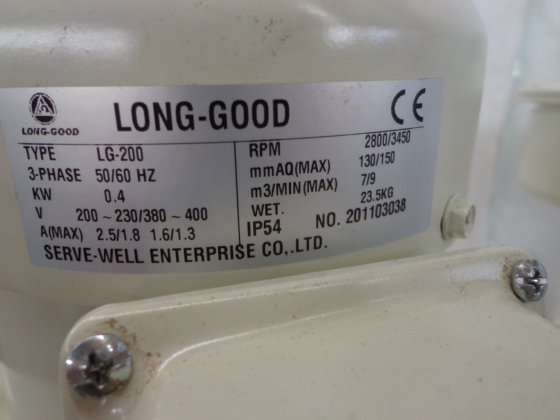 LONG-GOOD
LONG-GOOD CE
TYPE LG-200
3-PHASE 50/60 HZ
KW 0.4
V 200 ~ 230/380 ~ 400
A(MAX) 2.5/1.8 1.6/1.3
RPM 2800/3450
mmAQ(MAX) 130/150
m3/MIN(MAX) 7/9
WET. 23.5KG
IP54 NO. 201103038
SERVE-WELL ENTERPRISE CO,.LTD.